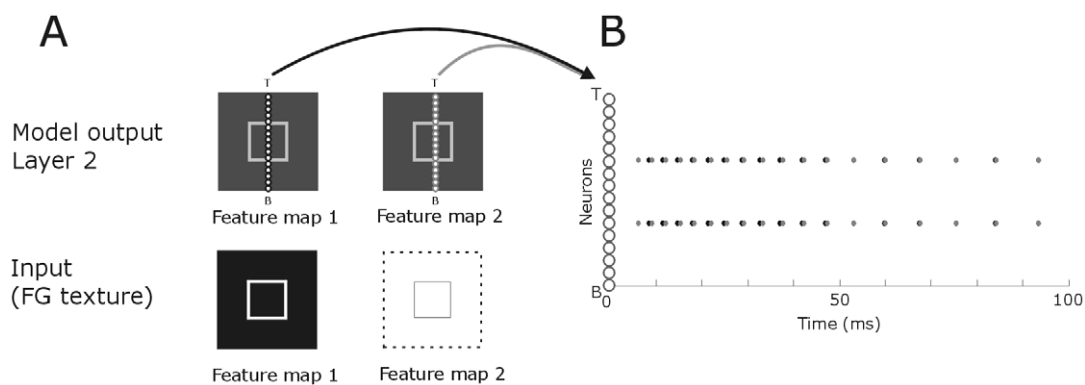 A
B
T
T
Model output
Layer 2
B
B
Feature map 1
Feature map 2
Input
(FG texture)
Feature map 1
Feature map 2
T
Neurons
B
0
50
100
Time (ms)